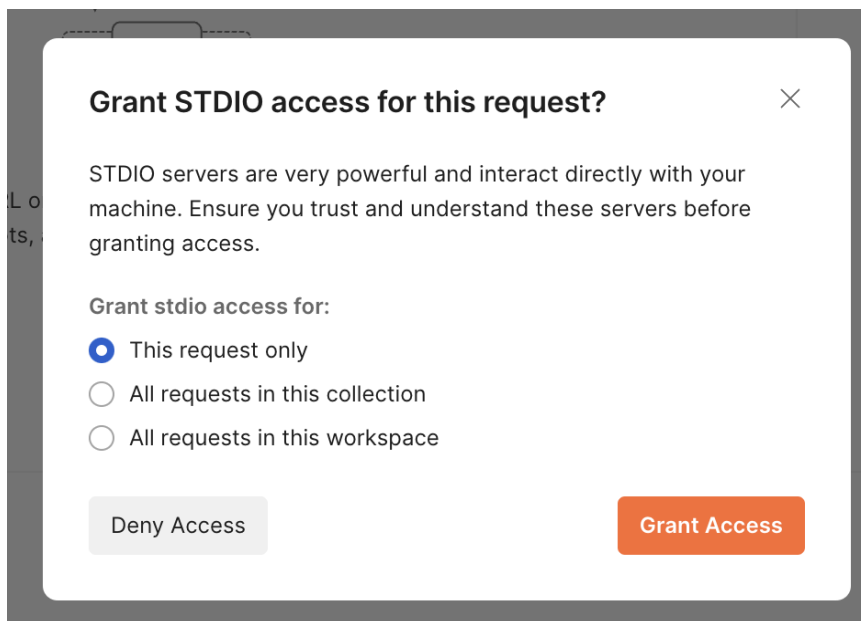 Grant STDIO access for this request?
STDIO servers are very powerful and interact directly with your
machine. Ensure you trust and understand these servers before
granting access.
Grant stdio access for:
This request only
All requests in this collection
All requests in this workspace
Deny Access
Grant Access